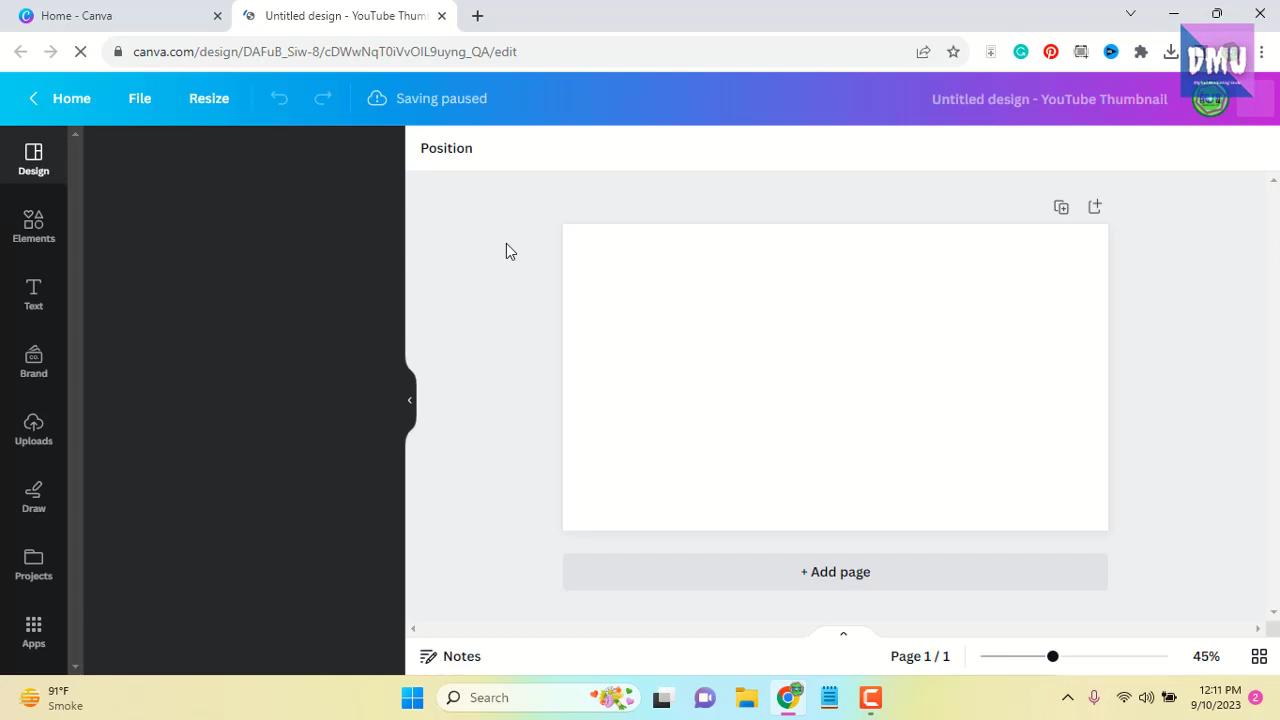 Home - Canva
Untitled design - YouTube Thumb
canva.com/design/DAFuB_Siw-8/cDWwNqT0iVvOIL9uynq_QA/edit
DMU
Home
File
Resize
Saving paused
Untitled design - YouTube Thumbnail
Design
Position
Elements
Text
Brand
Uploads
Draw
Projects
+ Add page
Apps
Notes
Page 1 / 1
45%
91°F
Smoke
Search
12:11 PM
9/10/2023
2